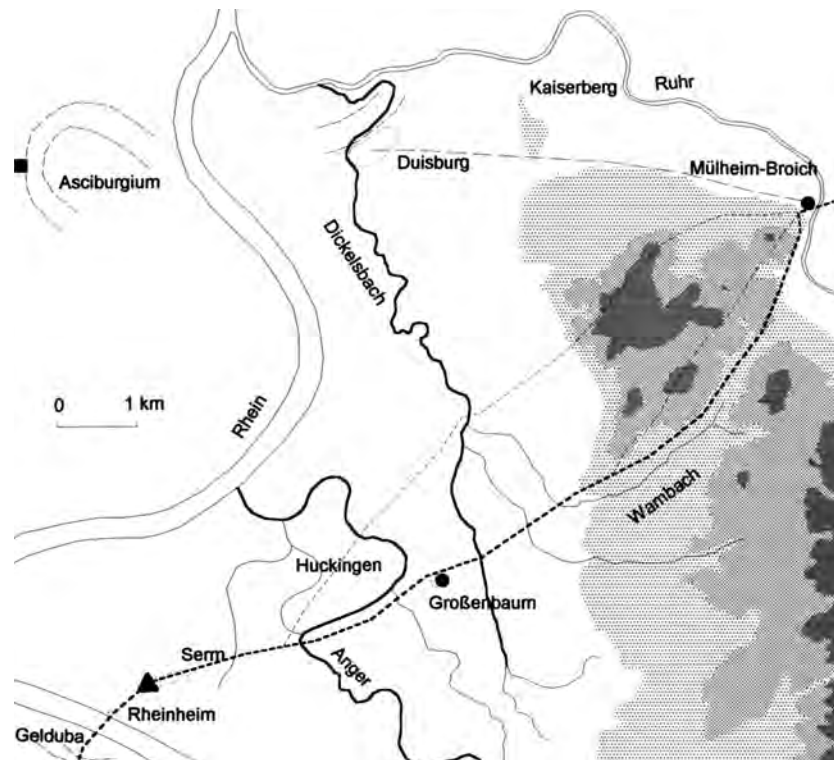 Kaiserberg
Ruhr
Duisburg
Mülheim-Broich
Asciburgium
Dickelsbach
0 1 km
Rhein
Wambach
Huckingen
Großenbaum
Serm
Anger
Rheinheim
Gelduba